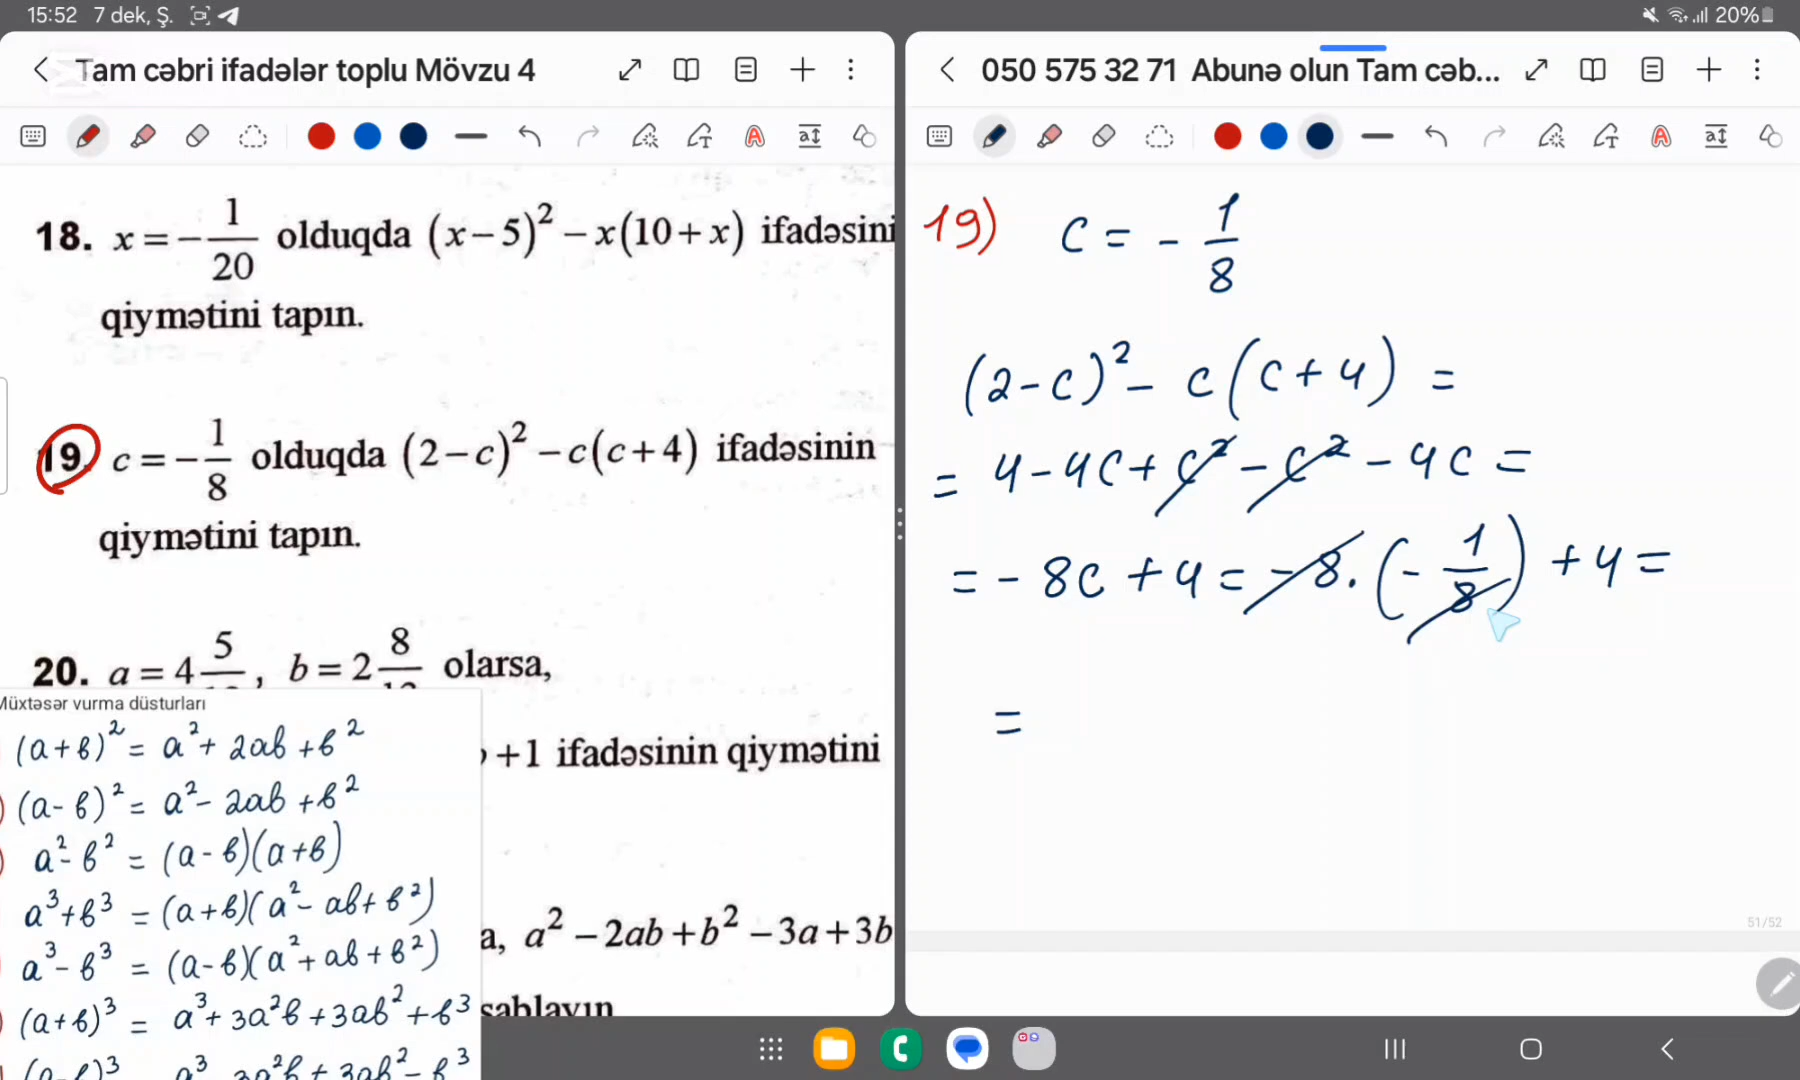 15:52 7 dek, Ş.
20%
Tam cəbri ifadələr toplu Mövzu 4
18. x = -1/20 olduqda (x-5)² - x(10+x) ifadəsini
qiymətini tapın.
19. c = -1/8 olduqda (2-c)² - c(c+4) ifadəsinin
qiymətini tapın.
20. a = 4 5/, b = 2 8/ olarsa,
+1 ifadəsinin qiymətini
a, a² - 2ab + b² - 3a + 3b
Müxtəsər vurma düsturları
(a+b)² = a² + 2ab + b²
(a-b)² = a² - 2ab + b²
a² - b² = (a-b)(a+b)
a³+b³ = (a+b)(a² - ab + b²)
a³-b³ = (a-b)(a² + ab + b²)
(a+b)³ = a³ + 3a²b + 3ab² + b³
050 575 32 71 Abunə olun Tam cəb...
19) c = - 1/8
(2-c)² - c(c+4) =
= 4 - 4c + c² - c² - 4c =
= - 8c + 4 = - 8 · (- 1/8) + 4 =
=
51/52